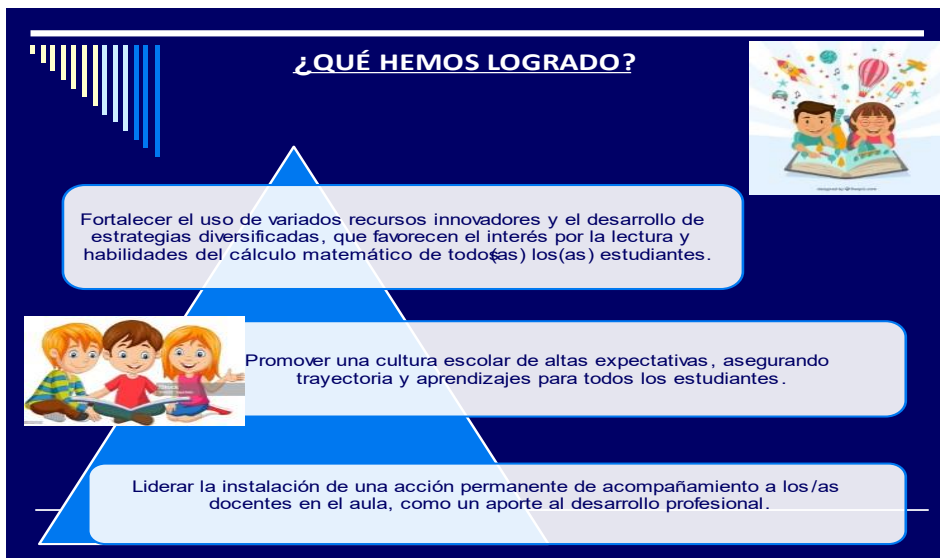 ¿QUÉ HEMOS LOGRADO?
Fortalecer el uso de variados recursos innovadores y el desarrollo de
estrategias diversificadas, que favorecen el interés por la lectura y
habilidades del cálculo matemático de todos(as) los(as) estudiantes.
Promover una cultura escolar de altas expectativas, asegurando
trayectoria y aprendizajes para todos los estudiantes.
Liderar la instalación de una acción permanente de acompañamiento a los/as
docentes en el aula, como un aporte al desarrollo profesional.